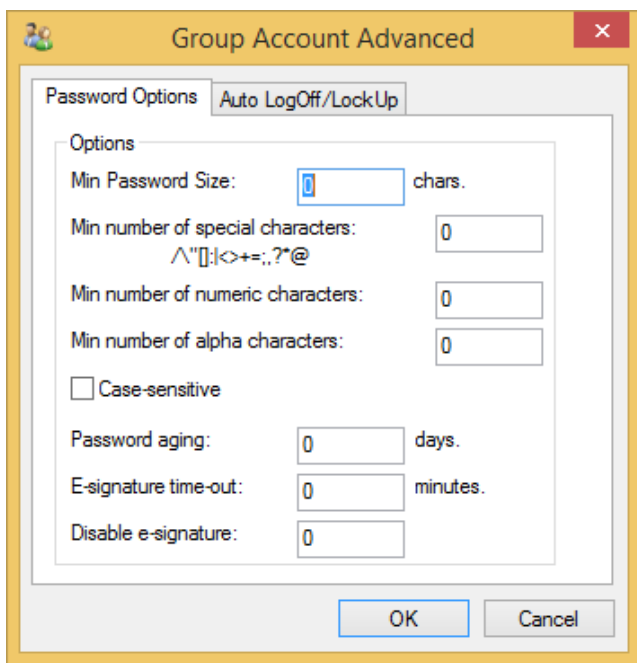 Group Account Advanced
Password Options
Auto LogOff/LockUp
Options
Min Password Size: 0 chars.
Min number of special characters: 0
/\"[]:|<>+=;,?*@
Min number of numeric characters: 0
Min number of alpha characters: 0
Case-sensitive
Password aging: 0 days.
E-signature time-out: 0 minutes.
Disable e-signature: 0
OK
Cancel